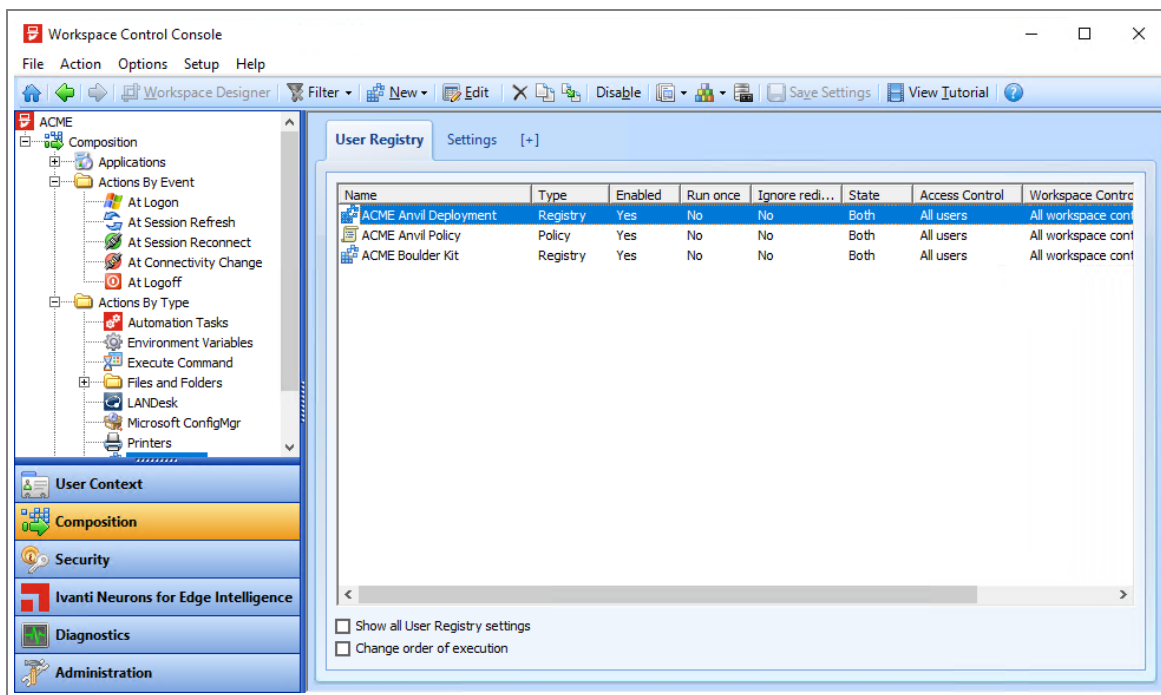 Workspace Control Console
File Action Options Setup Help
Workspace Designer Filter New Edit Disable Save Settings View Tutorial
ACME
Composition
Applications
Actions By Event
At Logon
At Session Refresh
At Session Reconnect
At Connectivity Change
At Logoff
Actions By Type
Automation Tasks
Environment Variables
Execute Command
Files and Folders
LANDesk
Microsoft ConfigMgr
Printers
User Context
Composition
Security
Ivanti Neurons for Edge Intelligence
Diagnostics
Administration
User Registry Settings [+]
Name Type Enabled Run once Ignore redi... State Access Control Workspace Contro
ACME Anvil Deployment Registry Yes No No Both All users All workspace cont
ACME Anvil Policy Policy Yes No No Both All users All workspace cont
ACME Boulder Kit Registry Yes No No Both All users All workspace cont
Show all User Registry settings
Change order of execution